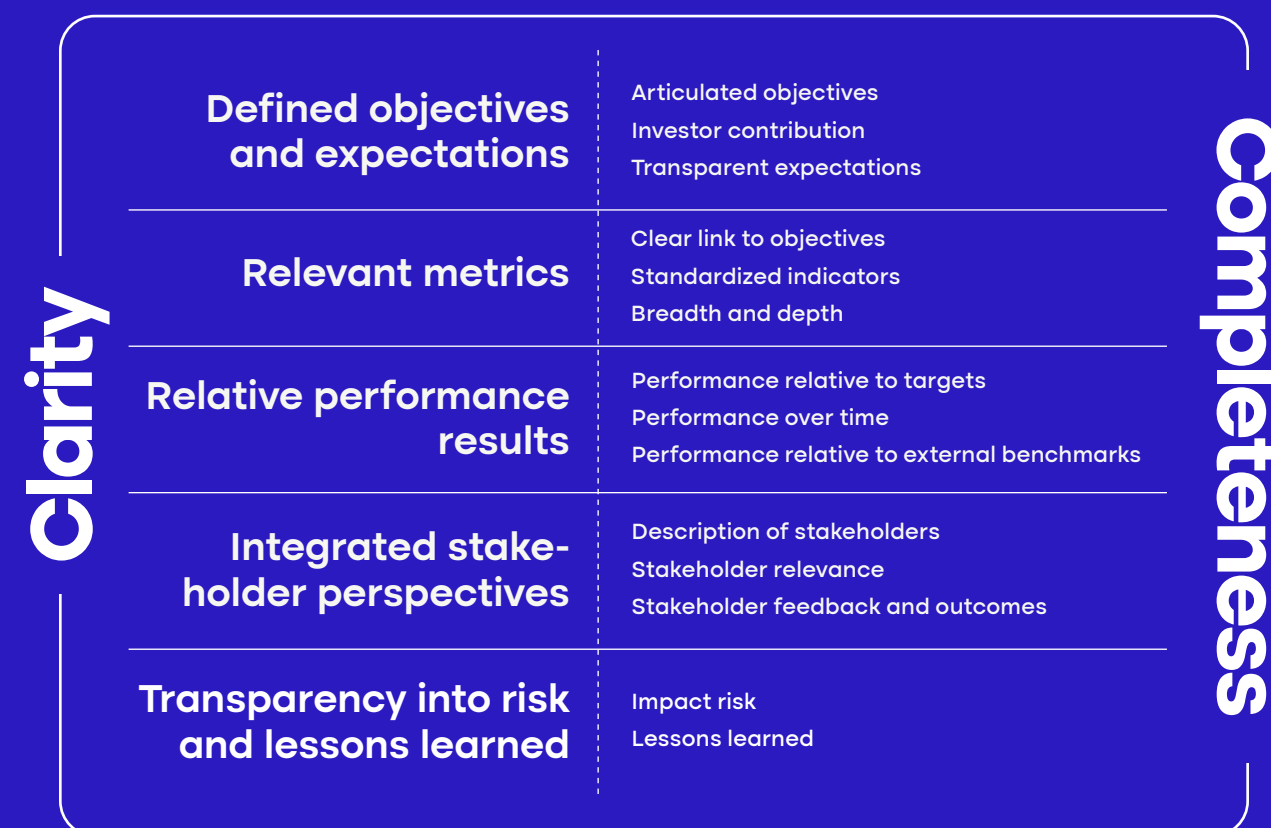 Clarity
Defined objectives
and expectations
Articulated objectives
Investor contribution
Transparent expectations
Relevant metrics
Clear link to objectives
Standardized indicators
Breadth and depth
Relative performance
results
Performance relative to targets
Performance over time
Performance relative to external benchmarks
Integrated stake-
holder perspectives
Description of stakeholders
Stakeholder relevance
Stakeholder feedback and outcomes
Transparency into risk
and lessons learned
Impact risk
Lessons learned
Completeness